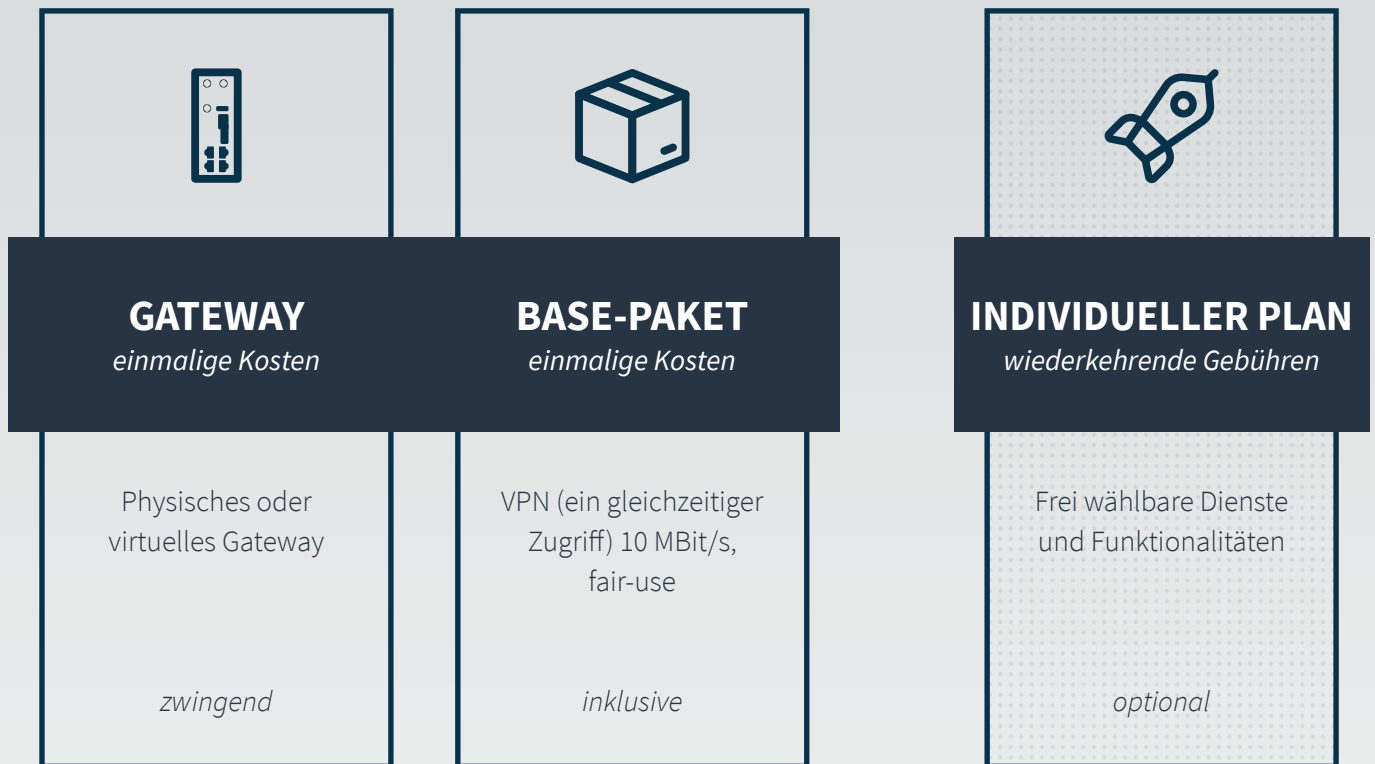 GATEWAY
einmalige Kosten
Physisches oder
virtuelles Gateway
zwingend
BASE-PAKET
einmalige Kosten
VPN (ein gleichzeitiger
Zugriff) 10 MBit/s,
fair-use
inklusive
INDIVIDUELLER PLAN
wiederkehrende Gebühren
Frei wählbare Dienste
und Funktionalitäten
optional